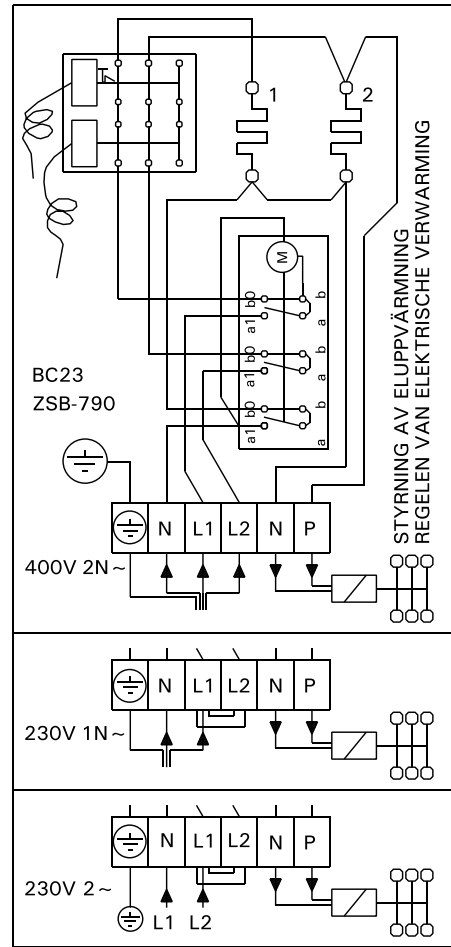 1 2
M
b0 b
a1 a
b0 b
a1 a
b0 b
a1 a
STYRNING AV ELUPPVÄRMNING
REGELEN VAN ELEKTRISCHE VERWARMING
BC23
ZSB-790
N L1 L2 N P
400V 2N~
N L1 L2 N P
230V 1N~
N L1 L2 N P
230V 2~
L1 L2